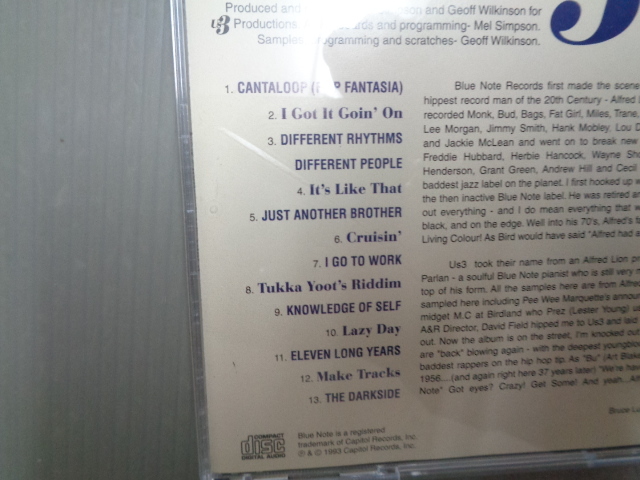 Produced and
on and Geoff Wilkinson for
Us3 Productions.
and programming- Mel Simpson.
Samples, programming and scratches- Geoff Wilkinson.
1. CANTALOOP (FLIP FANTASIA)
2. I Got It Goin' On
3. DIFFERENT RHYTHMS
DIFFERENT PEOPLE
4. It's Like That
5. JUST ANOTHER BROTHER
6. Cruisin'
7. I GO TO WORK
8. Tukka Yoot's Riddim
9. KNOWLEDGE OF SELF
10. Lazy Day
11. ELEVEN LONG YEARS
12. Make Tracks
13. THE DARKSIDE
COMPACT
disc
DIGITAL AUDIO
Blue Note is a registered
trademark of Capitol Records, Inc.
℗ & © 1993 Capitol Records, Inc.
Blue Note Records first made the scene
hippest record man of the 20th Century - Alfred
recorded Monk, Bud, Bags, Fat Girl, Miles, Trane,
Lee Morgan, Jimmy Smith, Hank Mobley, Lou
and Jackie McLean and went on to break new
Freddie Hubbard, Herbie Hancock, Wayne
Henderson, Grant Green, Andrew Hill and Cecil
baddest jazz label on the planet. I first hooked up
the then inactive Blue Note label. He was retired
out everything - and I do mean everything that
black, and on the edge. Well into his 70's, Alfred's
Living Colour! As Bird would have said "Alfred had a
Us3 took their name from an Alfred Lion
Parlan - a soulful Blue Note pianist who is still very
top of his form. All the samples here are from Alfred
sampled here including Pee Wee Marquette's
midget M.C at Birdland who Prez (Lester Young)
A&R Director, David Field hipped me to Us3 and laid
out. Now the album is on the street, I'm knocked out
are "back" blowing again - with the deepest
baddest rappers on the hip hop tip. As "Bu" (Art
1956....(and again right here 37 years later) "We're
Note" Got eyes? Crazy! Get Some! And yeah...
Bruce